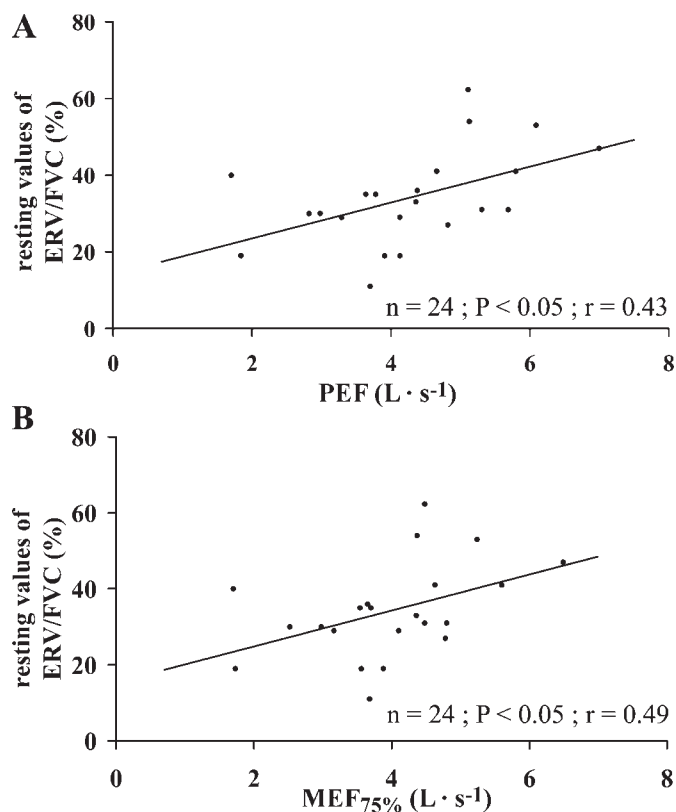 A
80
60
40
20
0
resting values of
ERV/FVC (%)
n = 24 ; P < 0.05 ; r = 0.43
0 2 4 6 8
PEF (L · s-1)
B
80
60
40
20
0
resting values of
ERV/FVC (%)
n = 24 ; P < 0.05 ; r = 0.49
0 2 4 6 8
MEF75% (L · s-1)